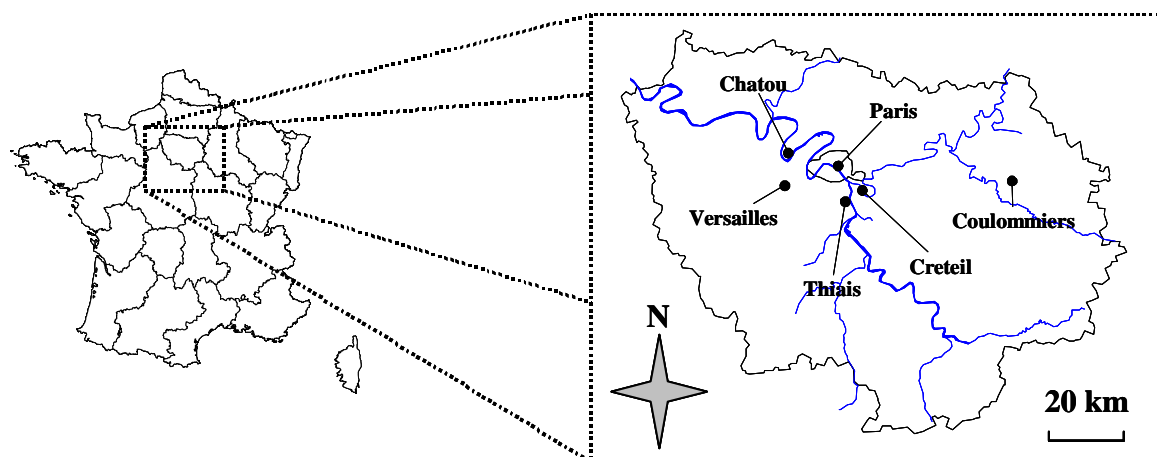 Chatou
Paris
Versailles
Coulommiers
Creteil
Thiais
N
20 km